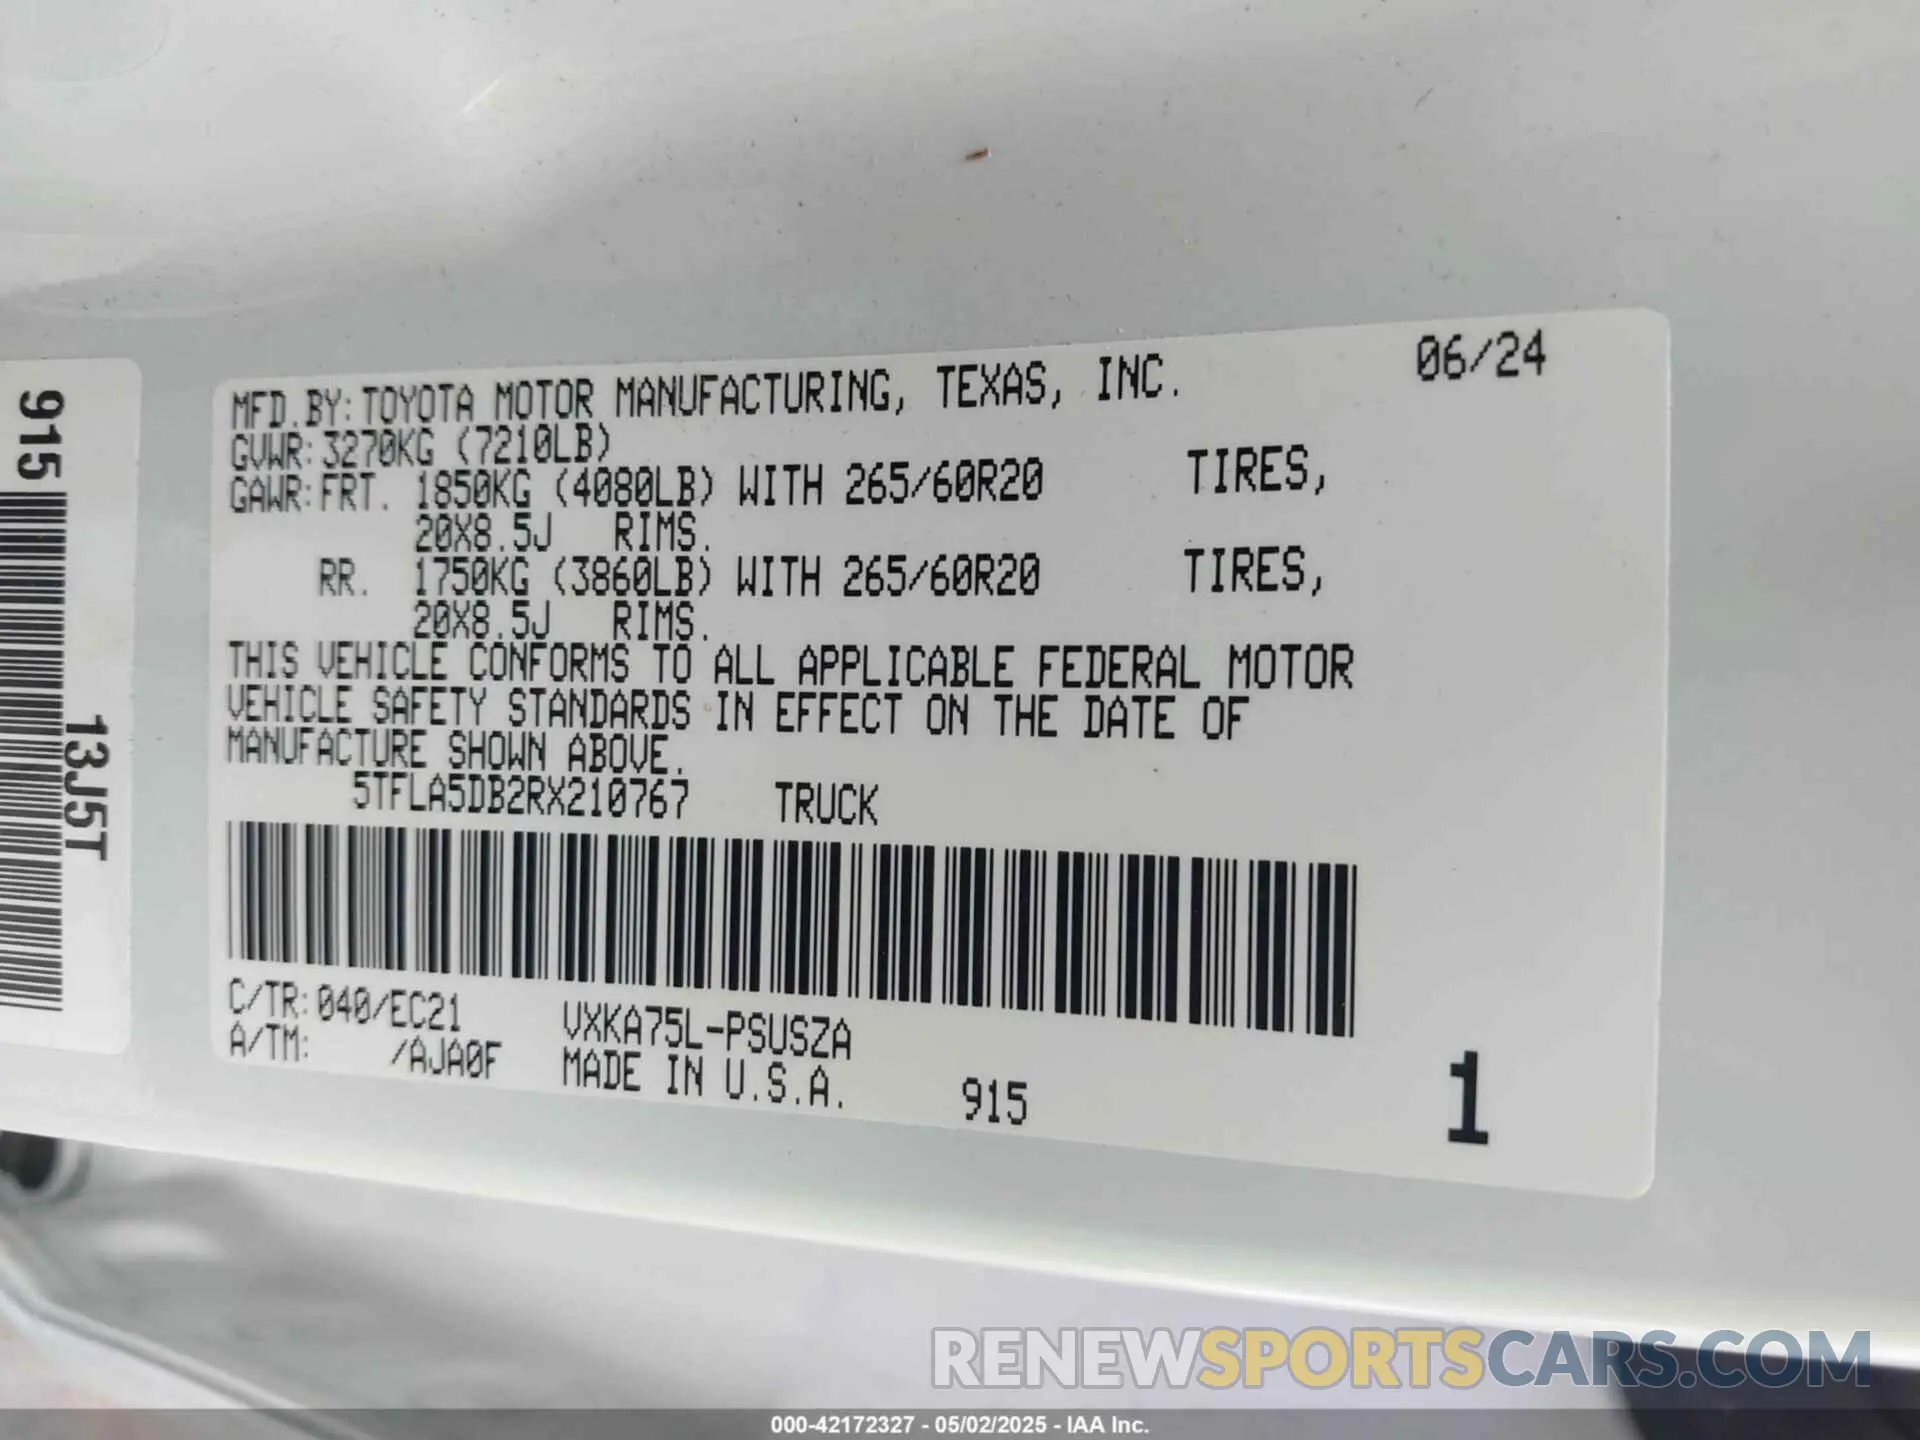 915
13J5T
MFD.BY:TOYOTA MOTOR MANUFACTURING, TEXAS, INC. 06/24
GVWR:3270KG (7210LB)
GAWR:FRT. 1850KG (4080LB) WITH 265/60R20 TIRES,
20X8.5J RIMS.
RR. 1750KG (3860LB) WITH 265/60R20 TIRES,
20X8.5J RIMS.
THIS VEHICLE CONFORMS TO ALL APPLICABLE FEDERAL MOTOR
VEHICLE SAFETY STANDARDS IN EFFECT ON THE DATE OF
MANUFACTURE SHOWN ABOVE.
5TFLA5DB2RX210767 TRUCK
C/TR:040/EC21 VXKA75L-PSUSZA
A/TM: /AJA0F MADE IN U.S.A. 915 1
RENEWSPORTSCARS.COM
000-42172327 - 05/02/2025 - IAA Inc.